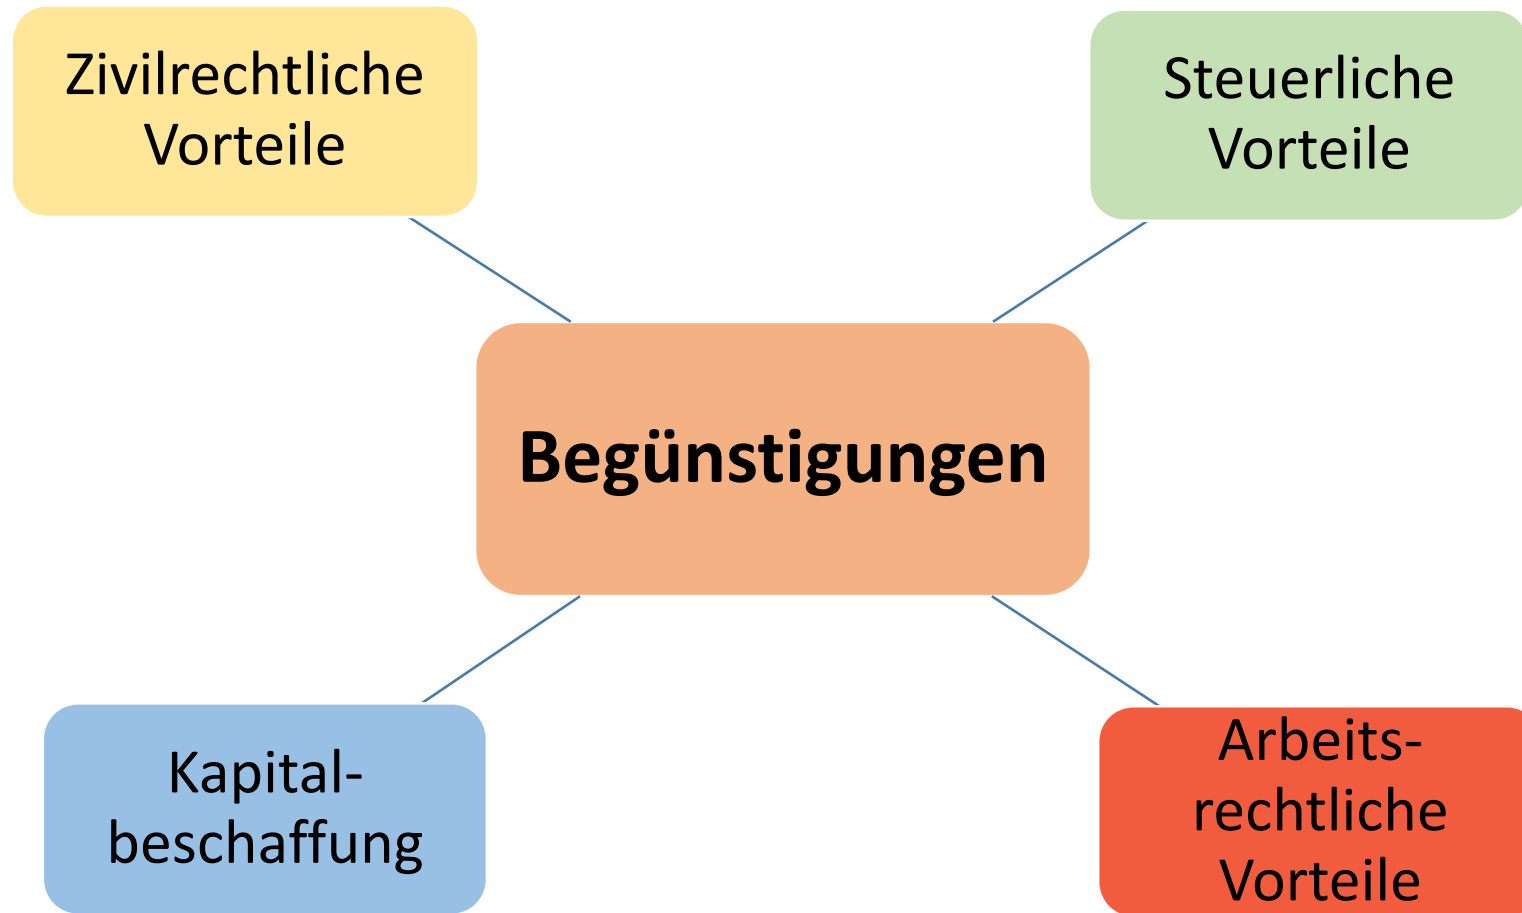 Zivilrechtliche
Vorteile
Steuerliche
Vorteile
Begünstigungen
Kapital-
beschaffung
Arbeits-
rechtliche
Vorteile